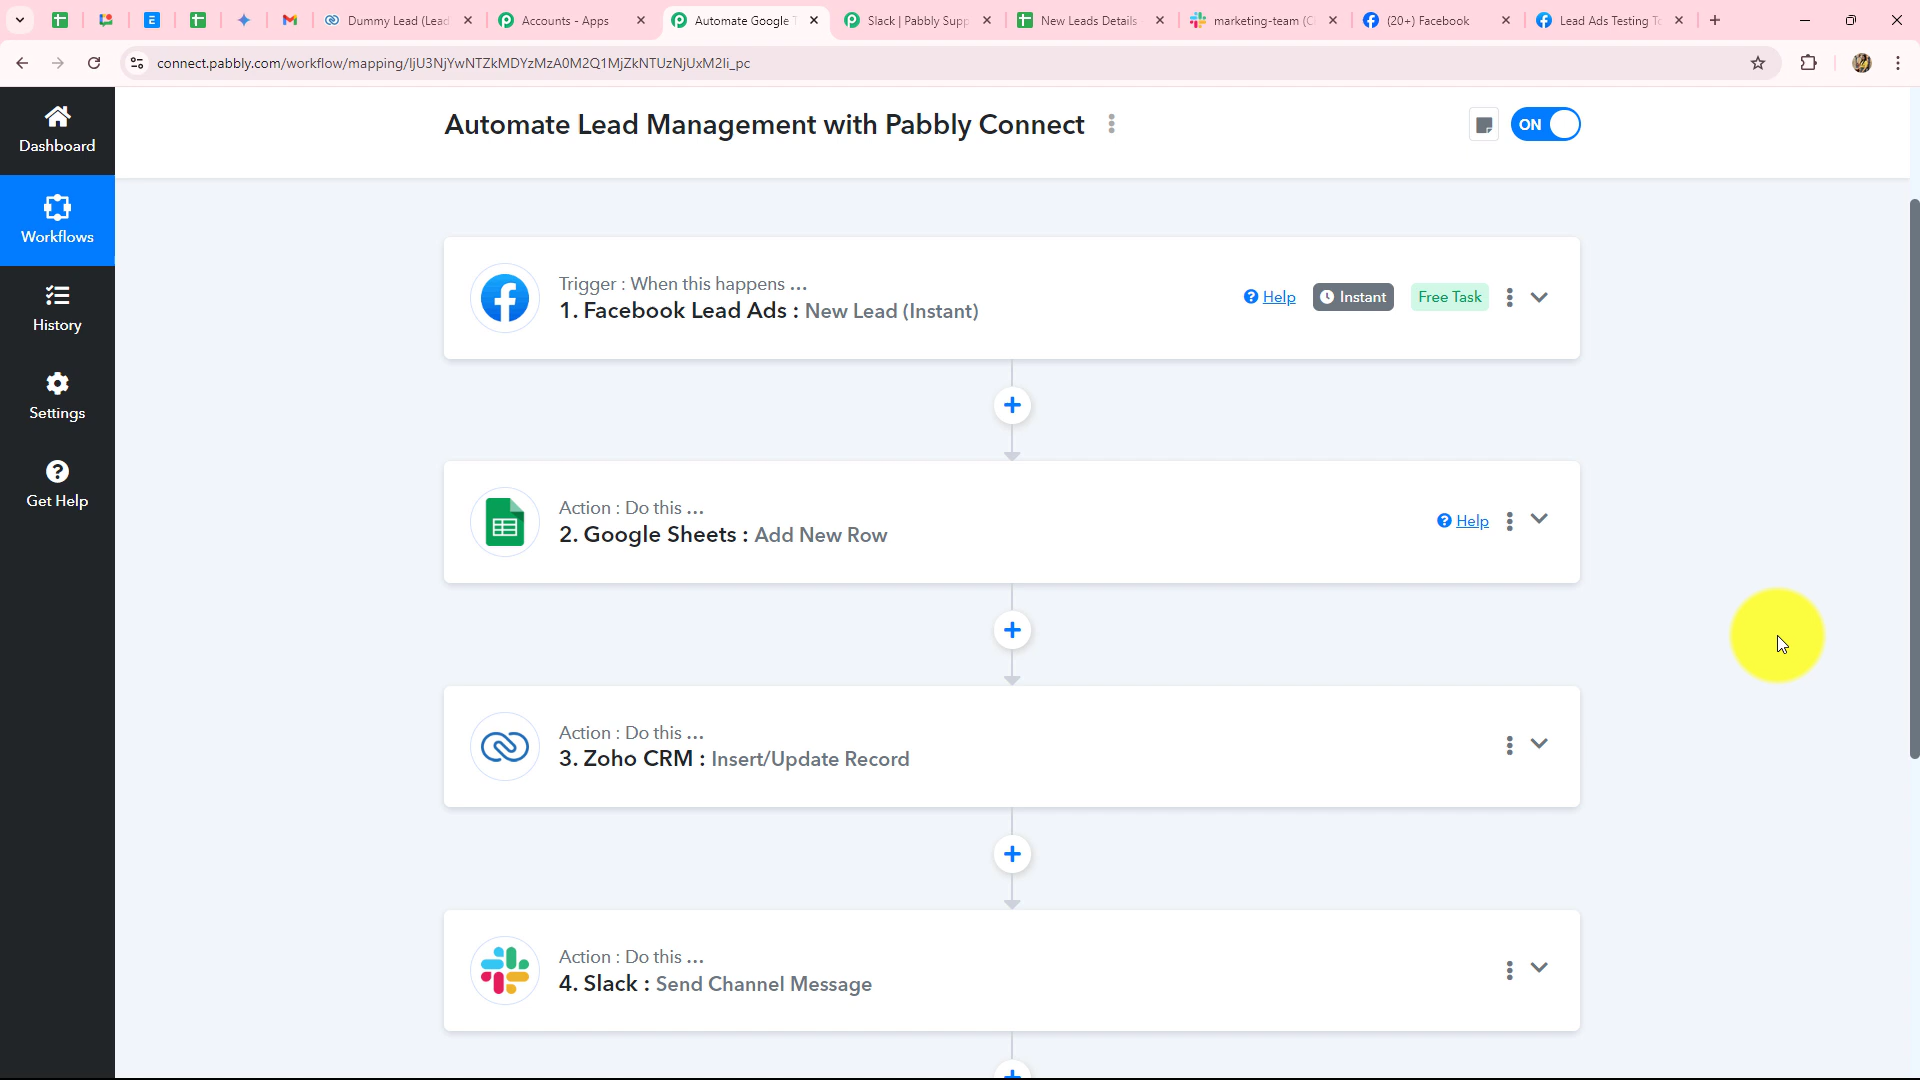 Dummy Lead (Lead
Accounts - Apps
Automate Google T
Slack | Pabbly Supp
New Leads Details
marketing-team (C
(20+) Facebook
Lead Ads Testing To
connect.pabbly.com/workflow/mapping/IjU3NjYwNTZkMDYzMzA0M2Q1MjZkNTUzNjUxM2Ii_pc
Dashboard
Workflows
History
Settings
Get Help
Automate Lead Management with Pabbly Connect
ON
Trigger : When this happens ...
1. Facebook Lead Ads : New Lead (Instant)
Help
Instant
Free Task
Action : Do this ...
2. Google Sheets : Add New Row
Help
Action : Do this ...
3. Zoho CRM : Insert/Update Record
Action : Do this ...
4. Slack : Send Channel Message